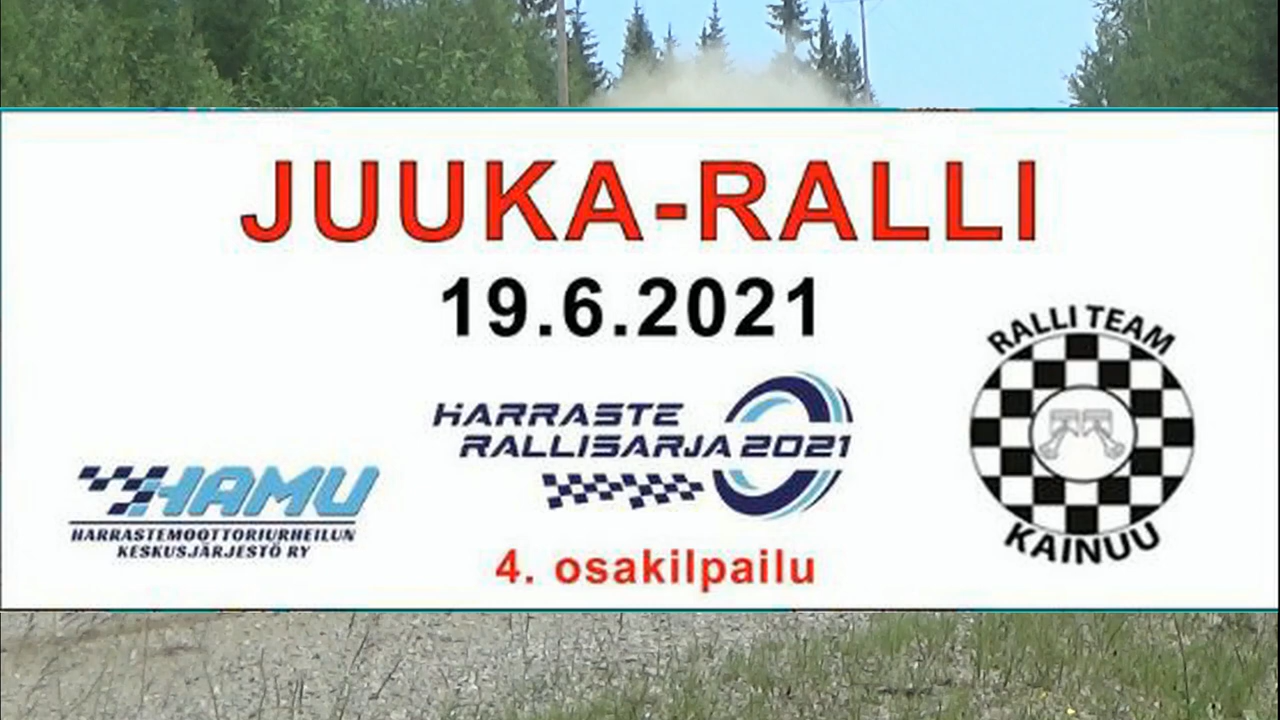 JUUKA-RALLI
19.6.2021
HARRASTE
RALLISARJA 2021
HAMU
HARRASTEMOOTTORIURHEILUN
KESKUSJÄRJESTÖ RY
4. osakilpailu
RALLI TEAM
KAINUU